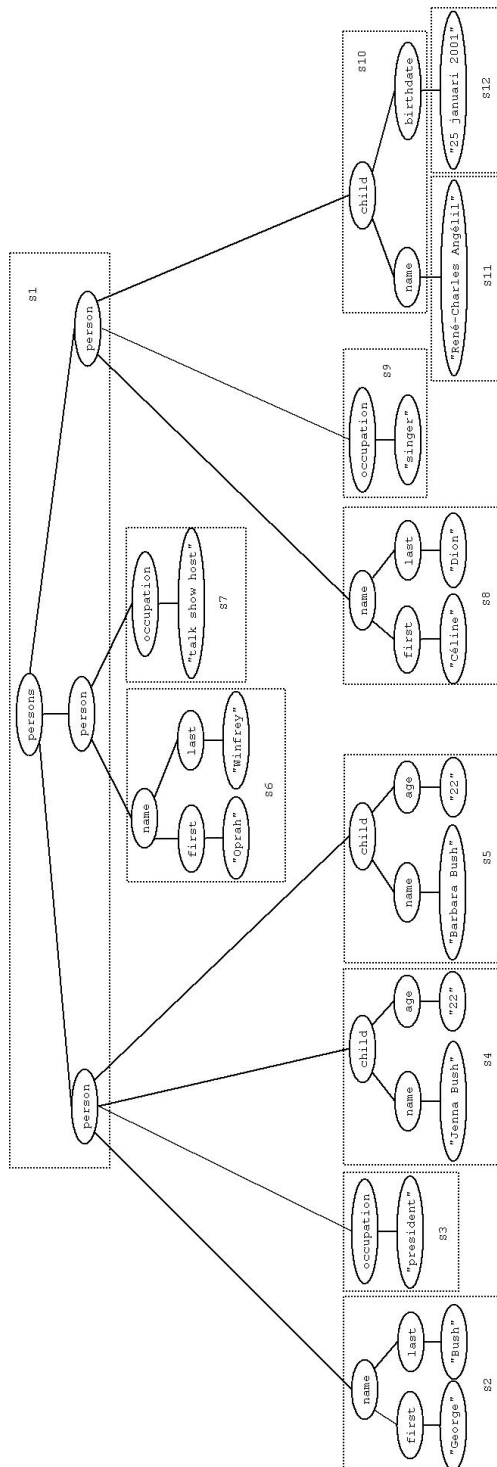 persons
person
person
person
s1
name
first
last
"George"
"Bush"
s2
occupation
"president"
s3
child
name
age
"Jenna Bush"
"22"
s4
child
name
age
"Barbara Bush"
"22"
s5
name
first
last
"Oprah"
"Winfrey"
s6
occupation
"talk show host"
s7
name
first
last
"Céline"
"Dion"
s8
occupation
"singer"
s9
child
name
birthdate
s10
"René-Charles Angélil"
s11
"25 januari 2001"
s12